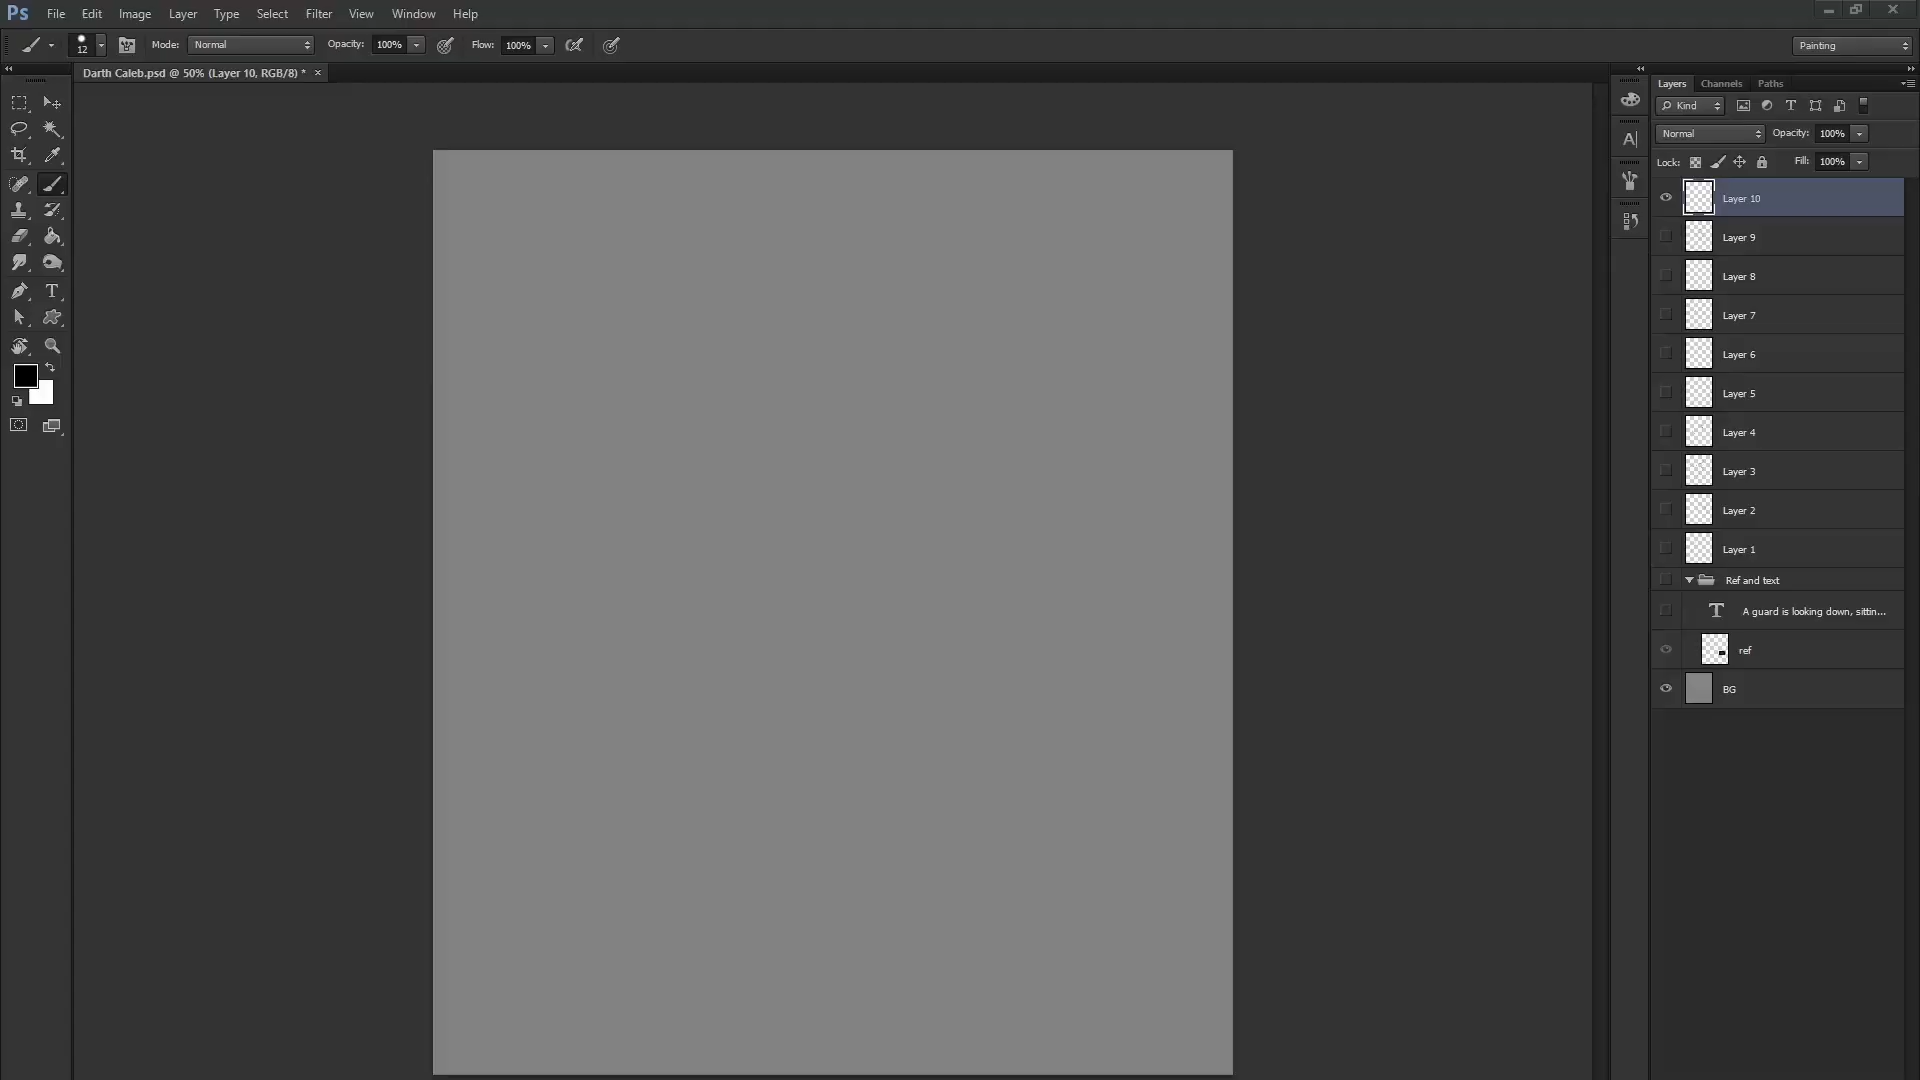 Ps File Edit Image Layer Type Select Filter View Window Help
12 Mode: Normal Opacity: 100% Flow: 100% Painting
Darth Caleb.psd @ 50% (Layer 10, RGB/8) * ×
Layers Channels Paths
Kind
Normal Opacity: 100%
Lock: Fill: 100%
Layer 10
Layer 9
Layer 8
Layer 7
Layer 6
Layer 5
Layer 4
Layer 3
Layer 2
Layer 1
Ref and text
A guard is looking down, sittin...
ref
BG